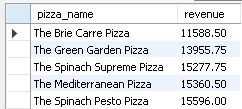 pizza_name revenue
The Brie Carre Pizza 11588.50
The Green Garden Pizza 13955.75
The Spinach Supreme Pizza 15277.75
The Mediterranean Pizza 15360.50
The Spinach Pesto Pizza 15596.00